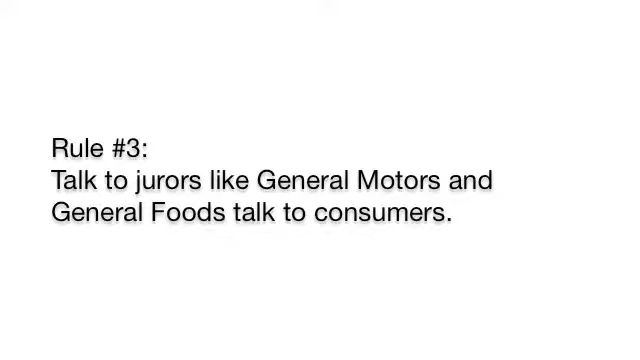 Rule #3:
Talk to jurors like General Motors and
General Foods talk to consumers.